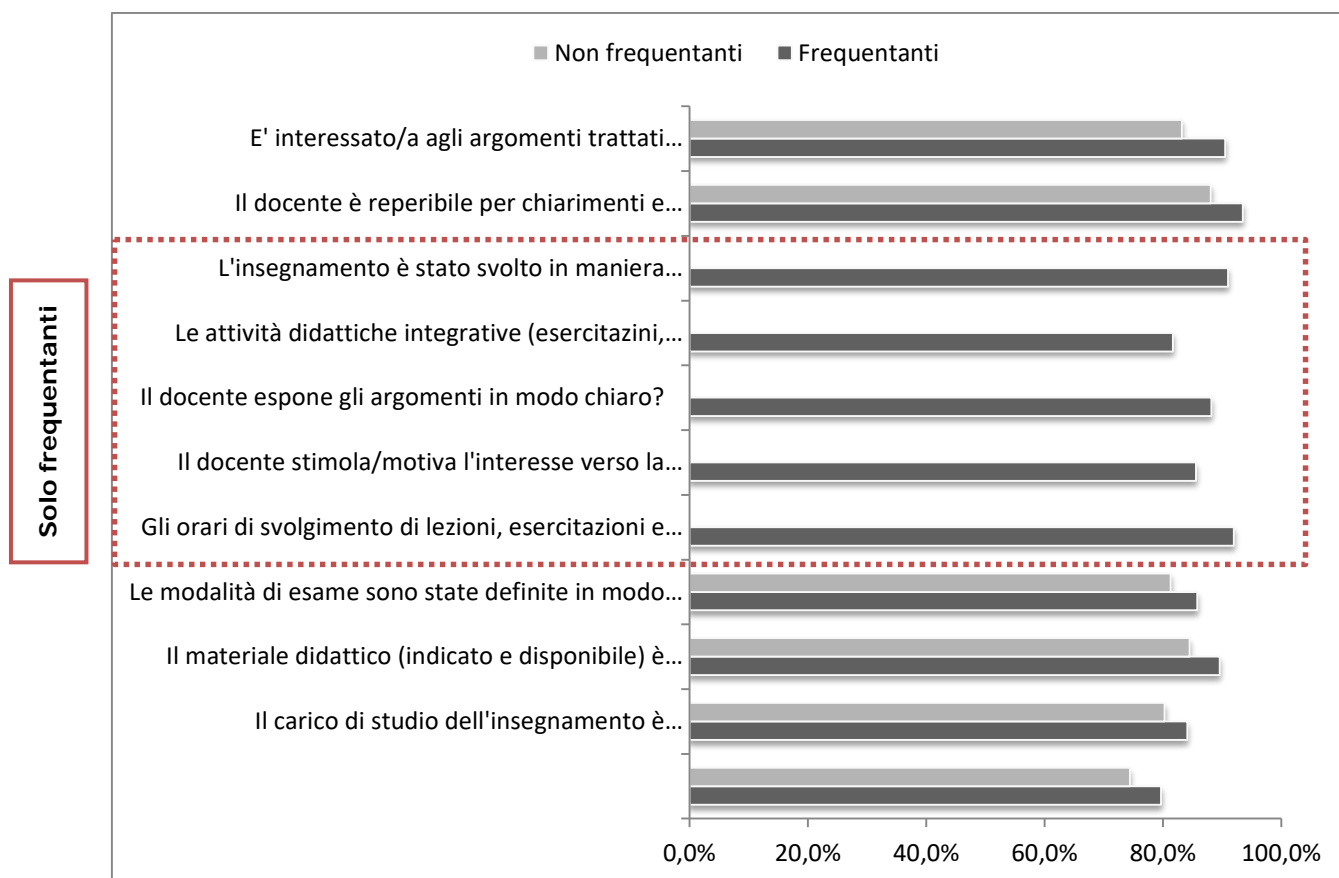 Non frequentanti Frequentanti
E' interessato/a agli argomenti trattati...
Il docente è reperibile per chiarimenti e...
L'insegnamento è stato svolto in maniera...
Le attività didattiche integrative (esercitazini,...
Il docente espone gli argomenti in modo chiaro?
Il docente stimola/motiva l'interesse verso la...
Gli orari di svolgimento di lezioni, esercitazioni e...
Le modalità di esame sono state definite in modo...
Il materiale didattico (indicato e disponibile) è...
Il carico di studio dell'insegnamento è...
0,0% 20,0% 40,0% 60,0% 80,0% 100,0%
Solo frequentanti